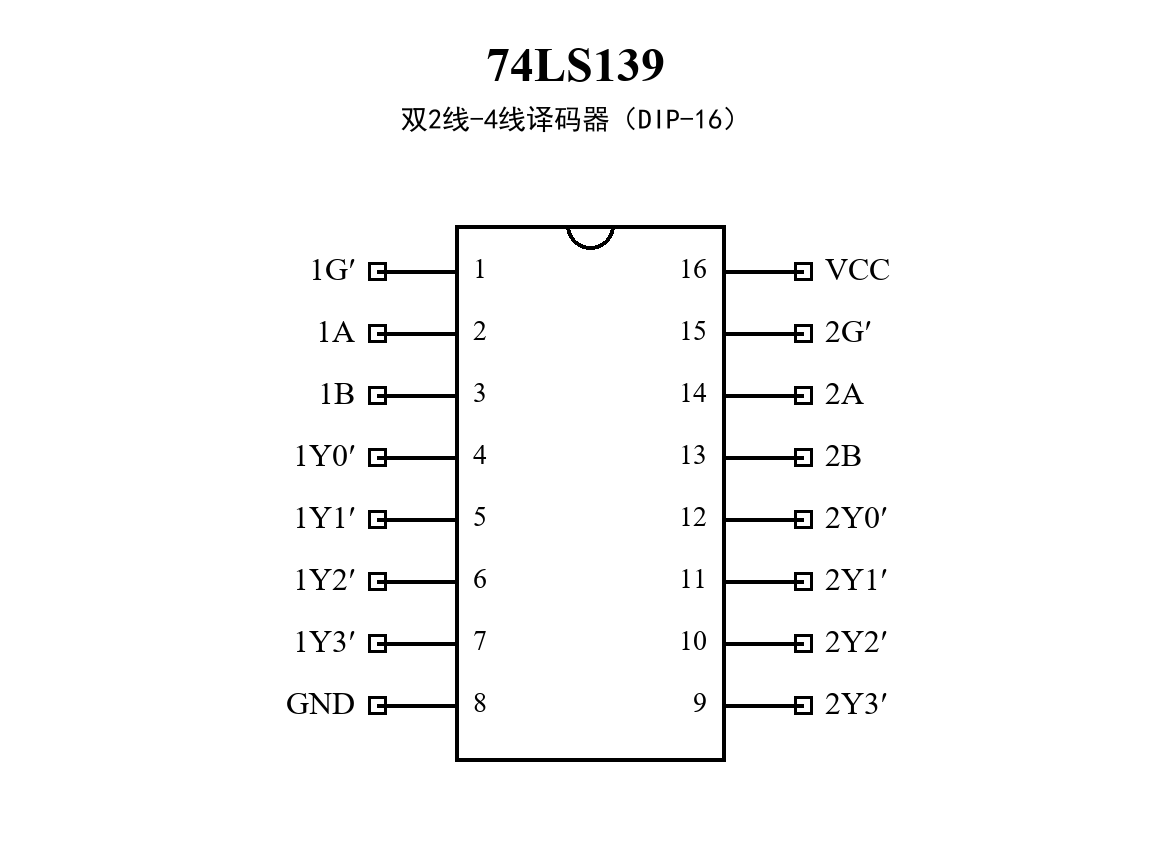 74LS139
双2线-4线译码器（DIP-16）
1G′ 1 16 VCC
1A 2 15 2G′
1B 3 14 2A
1Y0′ 4 13 2B
1Y1′ 5 12 2Y0′
1Y2′ 6 11 2Y1′
1Y3′ 7 10 2Y2′
GND 8 9 2Y3′